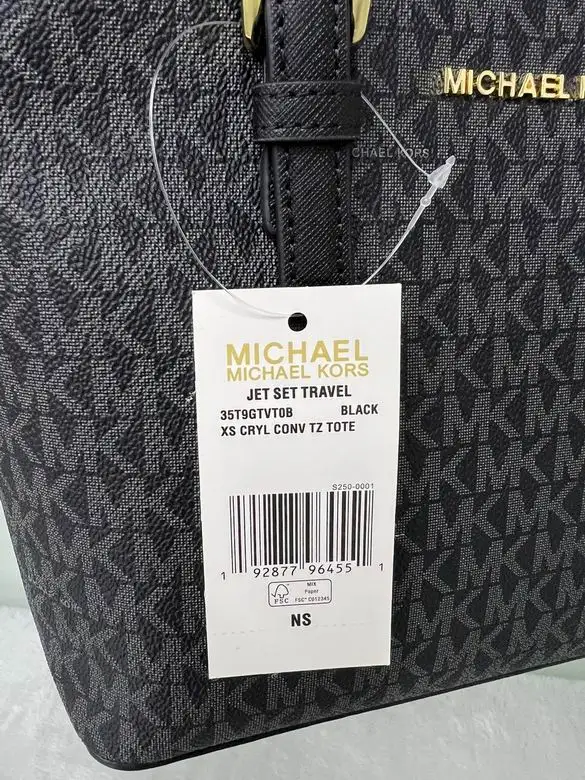 MICHAEL
CHAEL KORS
MICHAEL
MICHAEL KORS
JET SET TRAVEL
35T9GTVT0B BLACK
XS CRYL CONV TZ TOTE
S250-0001
1 92877 96455 1
MIX
Paper
FSC FSC® C012345
NS